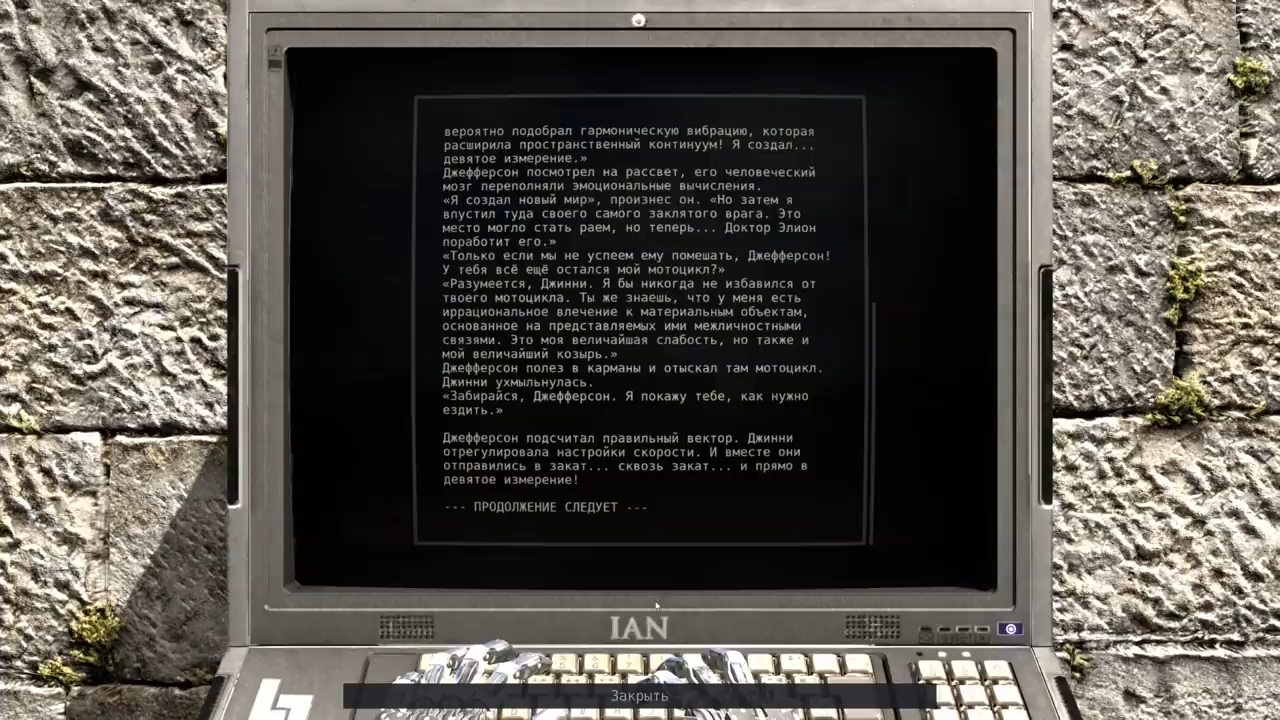 вероятно подобрал гармоническую вибрацию, которая
расширила пространственный континуум! Я создал...
девятое измерение.»
Джефферсон посмотрел на рассвет, его человеческий
мозг переполняли эмоциональные вычисления.
«Я создал новый мир», произнес он. «Но затем я
впустил туда своего самого заклятого врага. Это
место могло стать раем, но теперь... Доктор Элион
поработит его.»
«Только если мы не успеем ему помешать, Джефферсон!
У тебя всё ещё остался мой мотоцикл?»
«Разумеется, Джинни. Я бы никогда не избавился от
твоего мотоцикла. Ты же знаешь, что у меня есть
иррациональное влечение к материальным объектам,
основанное на представляемых ими межличностными
связями. Это моя величайшая слабость, но также и
мой величайший козырь.»
Джефферсон полез в карманы и отыскал там мотоцикл.
Джинни ухмыльнулась.
«Забирайся, Джефферсон. Я покажу тебе, как нужно
ездить.»
Джефферсон подсчитал правильный вектор. Джинни
отрегулировала настройки скорости. И вместе они
отправились в закат... сквозь закат... и прямо в
девятое измерение!
--- ПРОДОЛЖЕНИЕ СЛЕДУЕТ ---
IAN
Закрыть